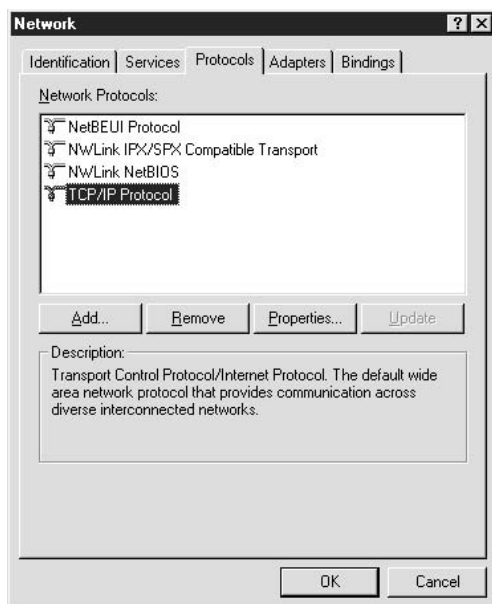 Network
Identification Services Protocols Adapters Bindings
Network Protocols:
NetBEUI Protocol
NWLink IPX/SPX Compatible Transport
NWLink NetBIOS
TCP/IP Protocol
Add... Remove Properties... Update
Description:
Transport Control Protocol/Internet Protocol. The default wide
area network protocol that provides communication across
diverse interconnected networks.
OK Cancel